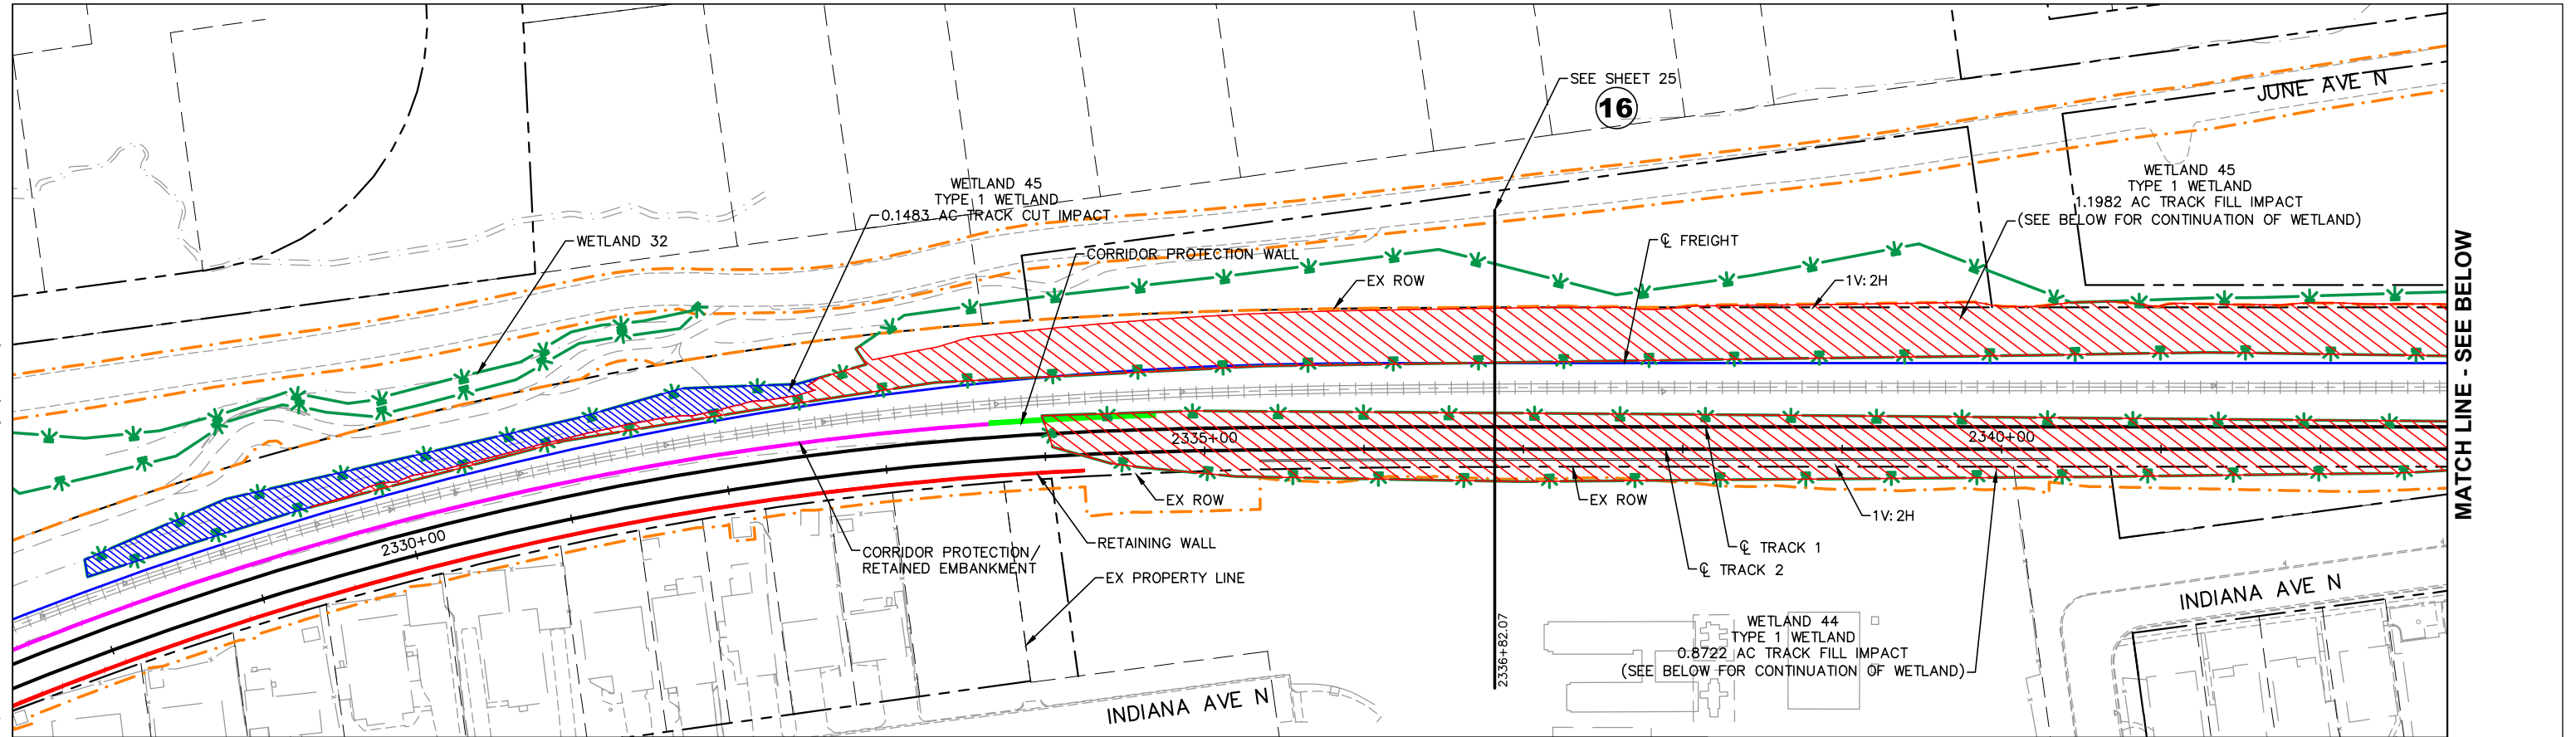 SEE SHEET 25
16
JUNE AVE N
WETLAND 45
TYPE 1 WETLAND
0.1483 AC TRACK CUT IMPACT
WETLAND 45
TYPE 1 WETLAND
1.1982 AC TRACK FILL IMPACT
(SEE BELOW FOR CONTINUATION OF WETLAND)
WETLAND 32
CORRIDOR PROTECTION WALL
℄ FREIGHT
EX ROW
1V:2H
MATCH LINE - SEE BELOW
2335+00
2340+00
2330+00
EX ROW
EX ROW
1V:2H
RETAINING WALL
CORRIDOR PROTECTION/
RETAINED EMBANKMENT
EX PROPERTY LINE
℄ TRACK 1
℄ TRACK 2
INDIANA AVE N
2336+82.07
WETLAND 44
TYPE 1 WETLAND
0.8722 AC TRACK FILL IMPACT
(SEE BELOW FOR CONTINUATION OF WETLAND)
INDIANA AVE N